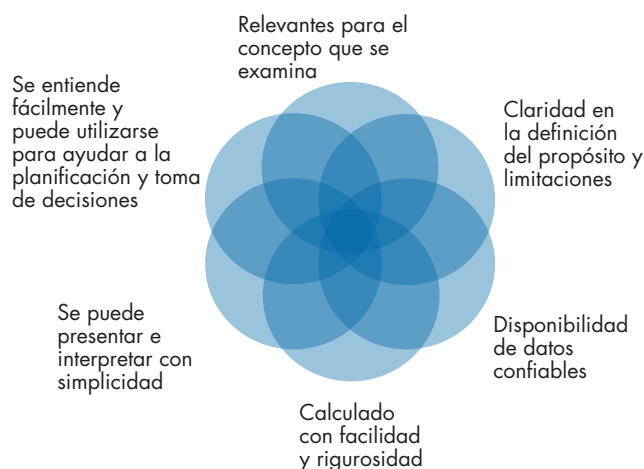 Relevantes para el
concepto que se
examina
Claridad en
la definición
del propósito y
limitaciones
Disponibilidad
de datos
confiables
Calculado
con facilidad
y rigurosidad
Se puede
presentar e
interpretar con
simplicidad
Se entiende
fácilmente y
puede utilizarse
para ayudar a la
planificación y toma
de decisiones